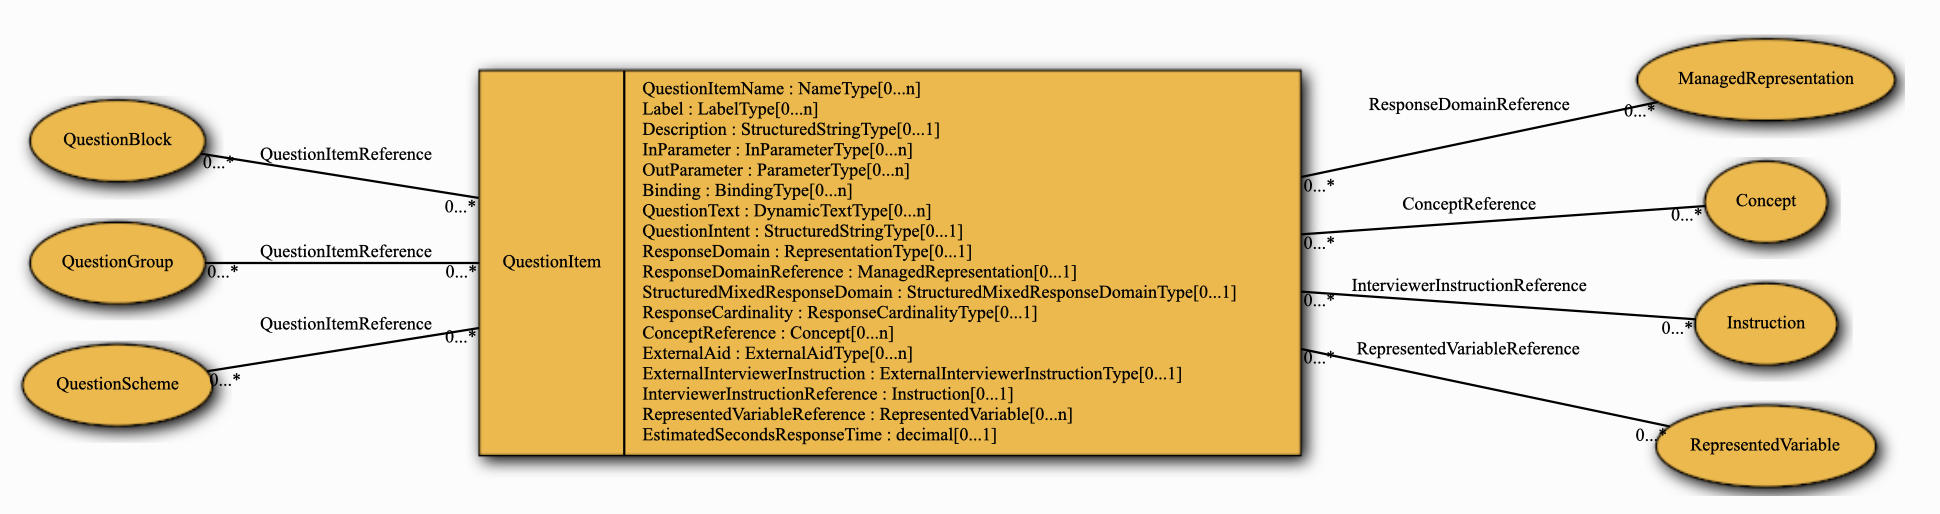 QuestionBlock
0...*
QuestionItemReference
0...*
QuestionGroup
0...*
QuestionItemReference
0...*
QuestionScheme
0...*
QuestionItemReference
0...*
QuestionItem
QuestionItemName : NameType[0...n]
Label : LabelType[0...n]
Description : StructuredStringType[0...1]
InParameter : InParameterType[0...n]
OutParameter : ParameterType[0...n]
Binding : BindingType[0...n]
QuestionText : DynamicTextType[0...n]
QuestionIntent : StructuredStringType[0...1]
ResponseDomain : RepresentationType[0...1]
ResponseDomainReference : ManagedRepresentation[0...1]
StructuredMixedResponseDomain : StructuredMixedResponseDomainType[0...1]
ResponseCardinality : ResponseCardinalityType[0...1]
ConceptReference : Concept[0...n]
ExternalAid : ExternalAidType[0...n]
ExternalInterviewerInstruction : ExternalInterviewerInstructionType[0...1]
InterviewerInstructionReference : Instruction[0...1]
RepresentedVariableReference : RepresentedVariable[0...n]
EstimatedSecondsResponseTime : decimal[0...1]
0...*
ResponseDomainReference
0...*
ManagedRepresentation
0...*
ConceptReference
0...*
Concept
0...*
InterviewerInstructionReference
0...*
Instruction
0...*
RepresentedVariableReference
0...*
RepresentedVariable